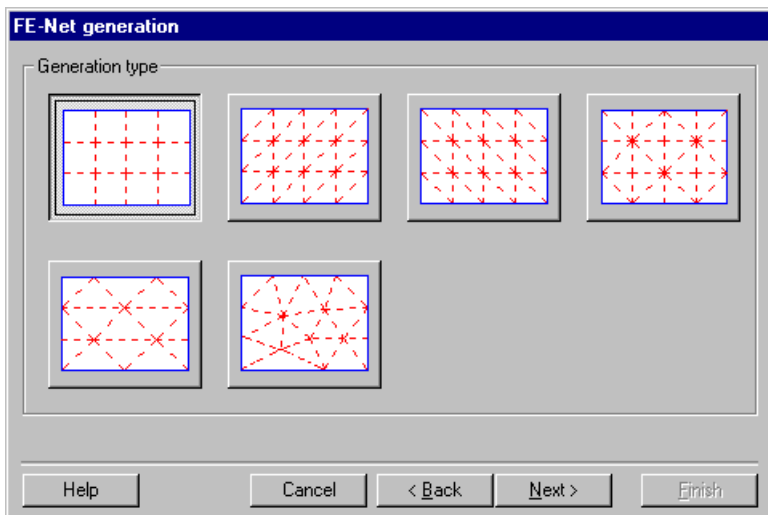 FE-Net generation
Generation type
Help
Cancel
< Back
Next >
Finish